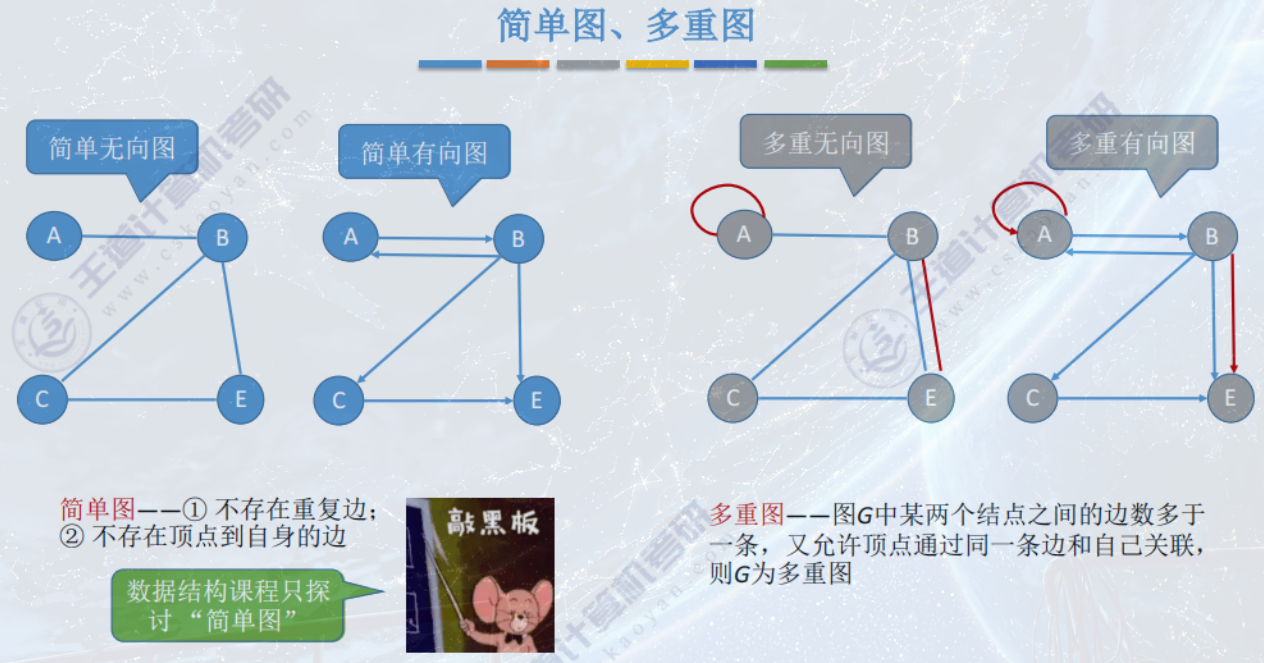 简单图、多重图
简单无向图
简单有向图
多重无向图
多重有向图
A
B
C
E
A
B
C
E
A
B
C
E
A
B
C
E
简单图——① 不存在重复边；
② 不存在顶点到自身的边
数据结构课程只探
讨 “简单图”
敲黑板
多重图——图G中某两个结点之间的边数多于
一条，又允许顶点通过同一条边和自己关联，
则G为多重图
王道计算机考研
www.cskaoyan.com